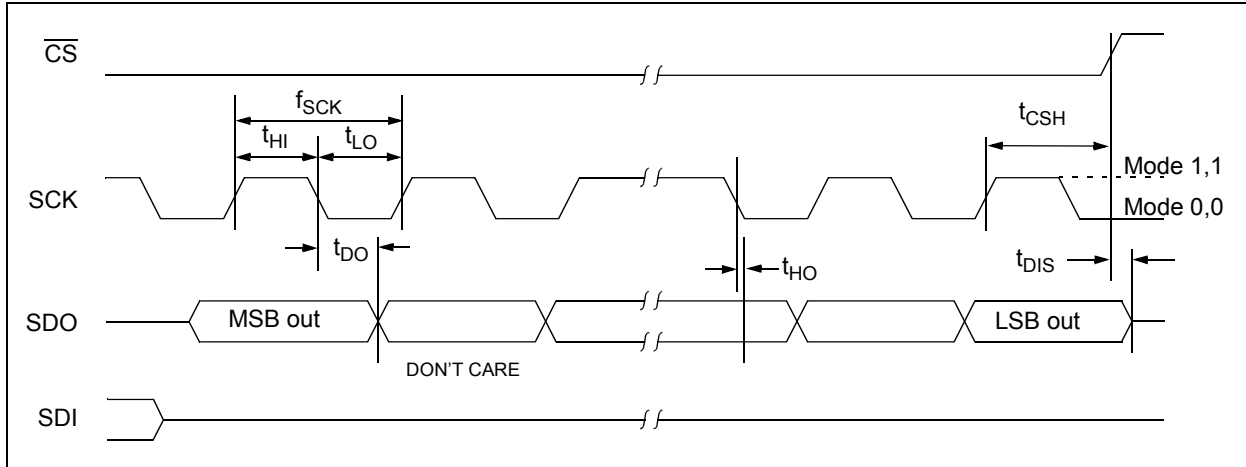 CS
fSCK
tHI
tLO
tCSH
SCK
Mode 1,1
Mode 0,0
tDO
tHO
tDIS
SDO
MSB out
LSB out
DON'T CARE
SDI